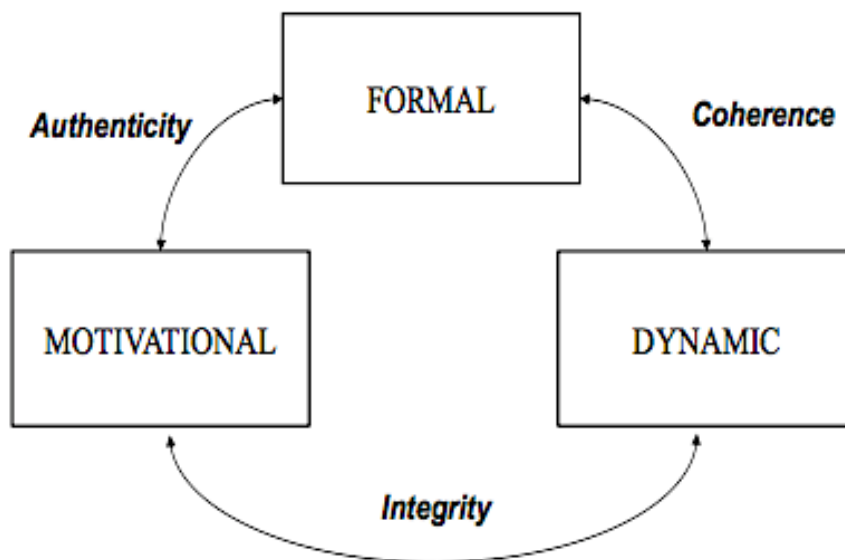 FORMAL
Authenticity
Coherence
MOTIVATIONAL
DYNAMIC
Integrity